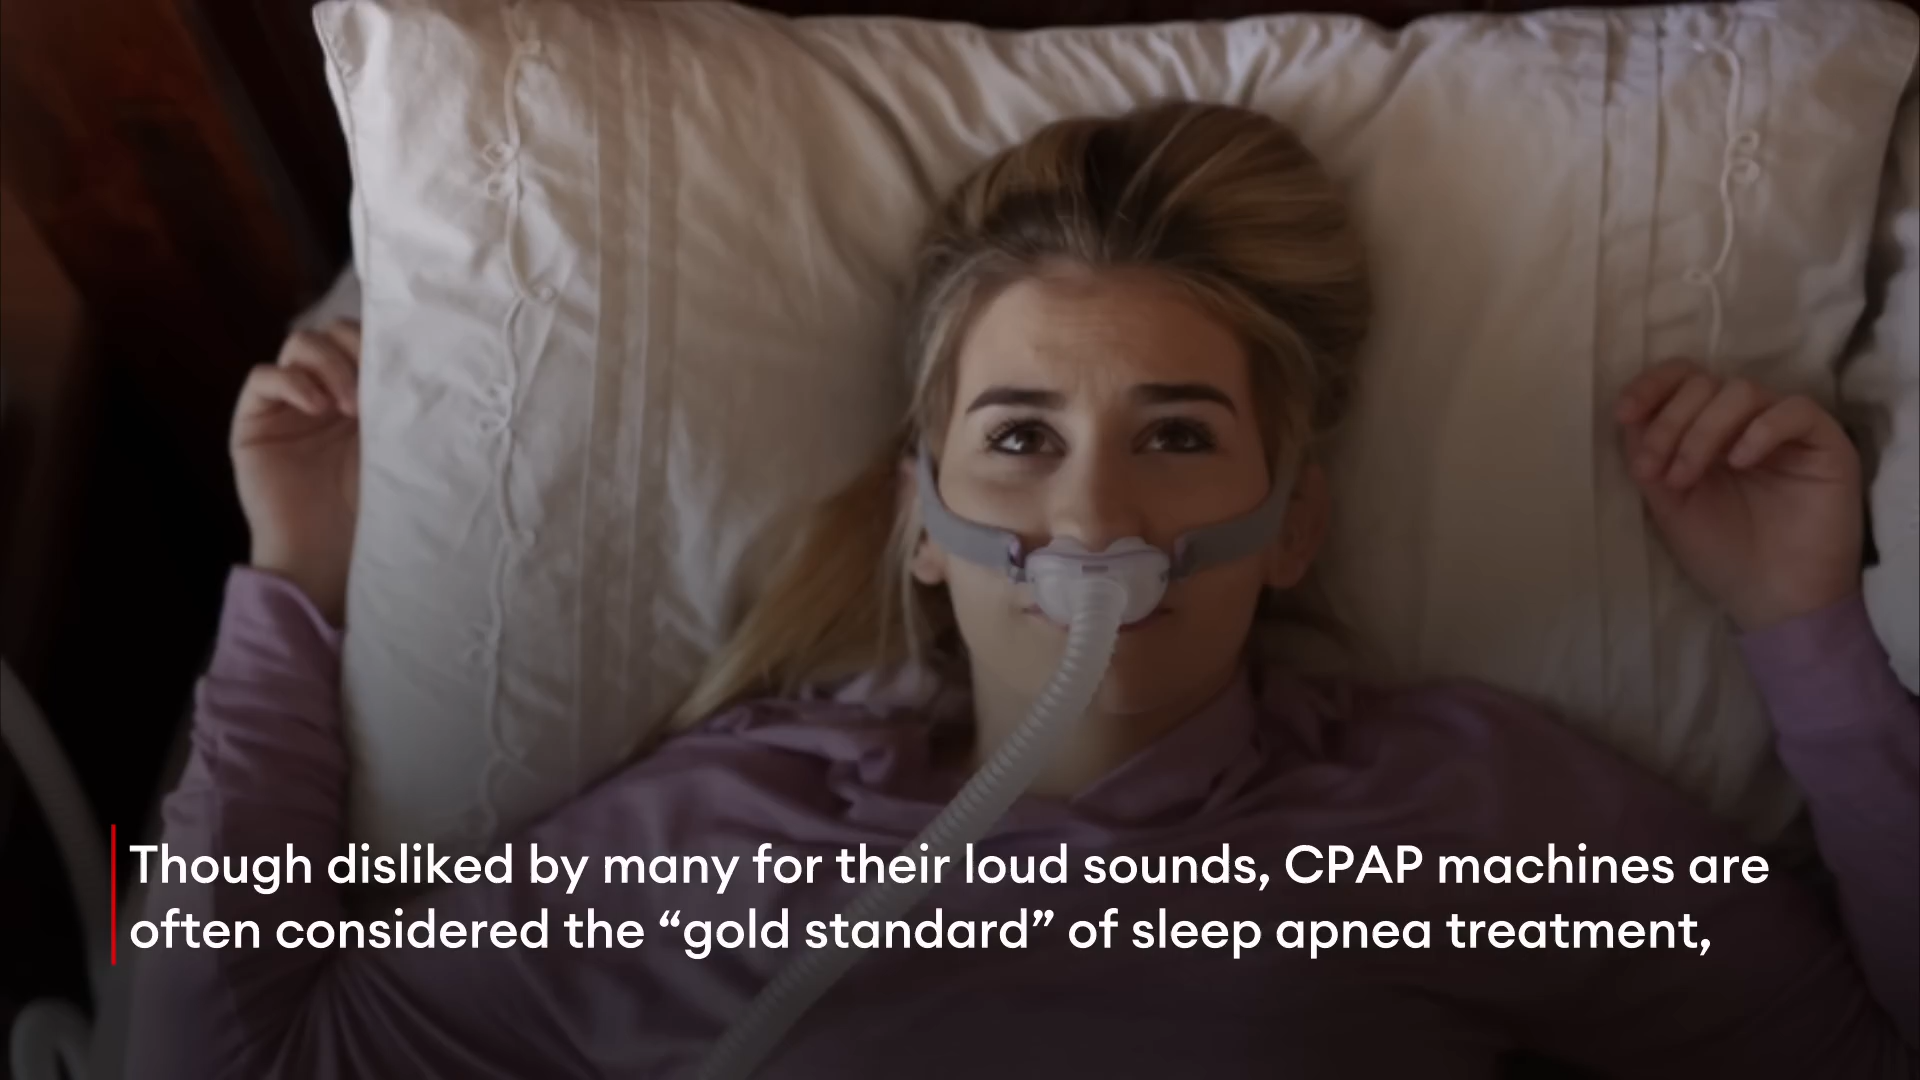 Though disliked by many for their loud sounds, CPAP machines are
often considered the “gold standard” of sleep apnea treatment,